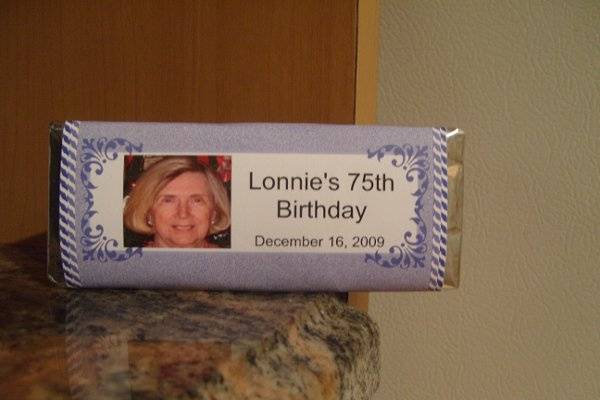 Lonnie's 75th
Birthday
December 16, 2009